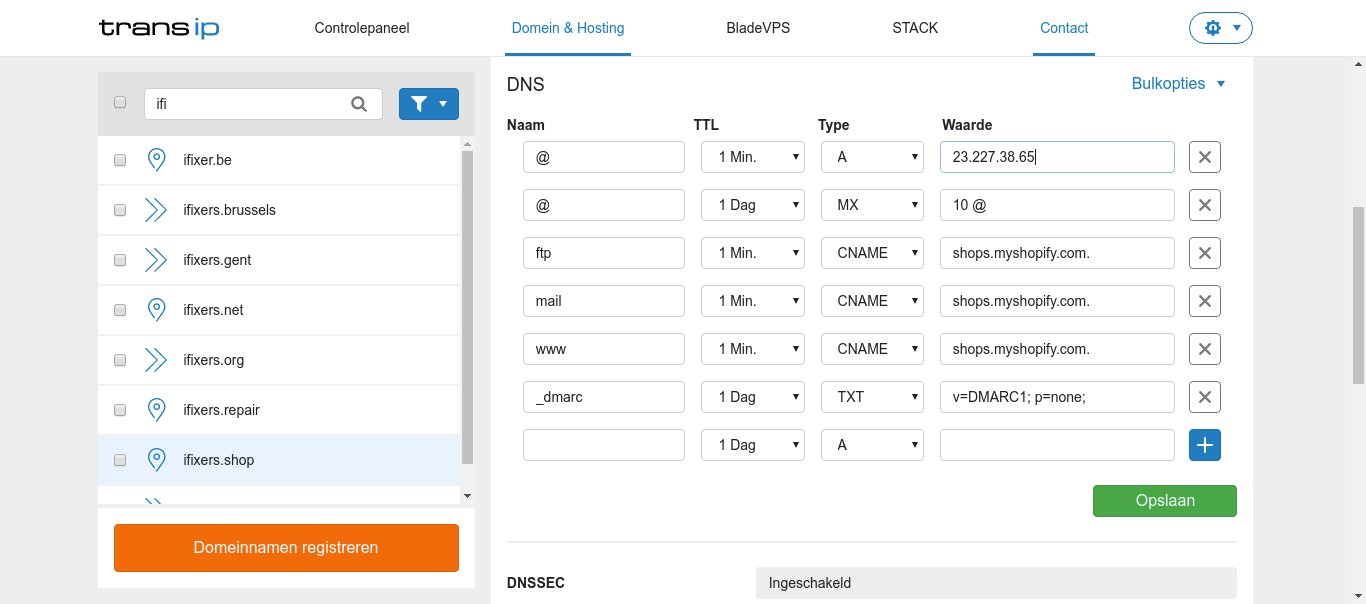 transip Controlepaneel Domein & Hosting BladeVPS STACK Contact
ifi
ifixer.be
ifixers.brussels
ifixers.gent
ifixers.net
ifixers.org
ifixers.repair
ifixers.shop
Domeinnamen registreren
DNS Bulkopties
Naam TTL Type Waarde
@ 1 Min. A 23.227.38.65
@ 1 Dag MX 10 @
ftp 1 Min. CNAME shops.myshopify.com.
mail 1 Min. CNAME shops.myshopify.com.
www 1 Min. CNAME shops.myshopify.com.
_dmarc 1 Dag TXT v=DMARC1; p=none;
1 Dag A
Opslaan
DNSSEC Ingeschakeld